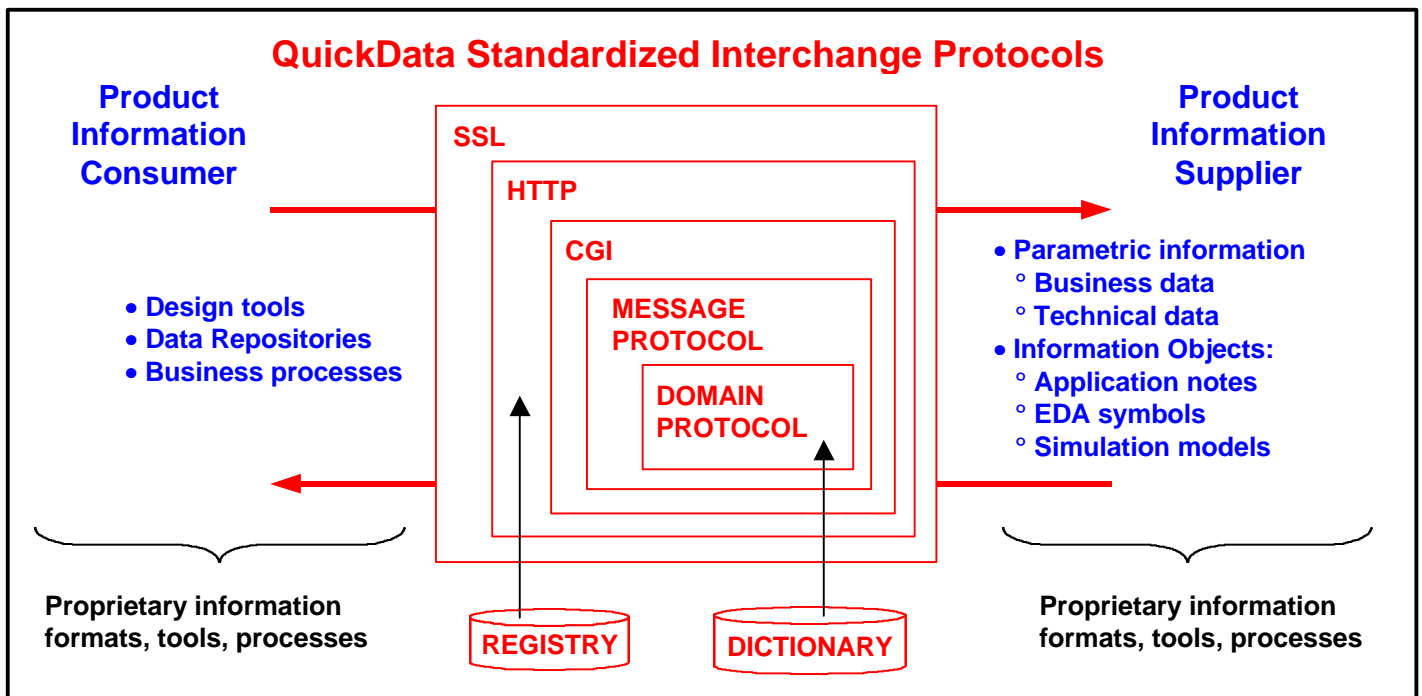 QuickData Standardized Interchange Protocols
Product
Information
Consumer
• Design tools
• Data Repositories
• Business processes
Proprietary information
formats, tools, processes
SSL
HTTP
CGI
MESSAGE
PROTOCOL
DOMAIN
PROTOCOL
REGISTRY
DICTIONARY
Product
Information
Supplier
• Parametric information
° Business data
° Technical data
• Information Objects:
° Application notes
° EDA symbols
° Simulation models
Proprietary information
formats, tools, processes